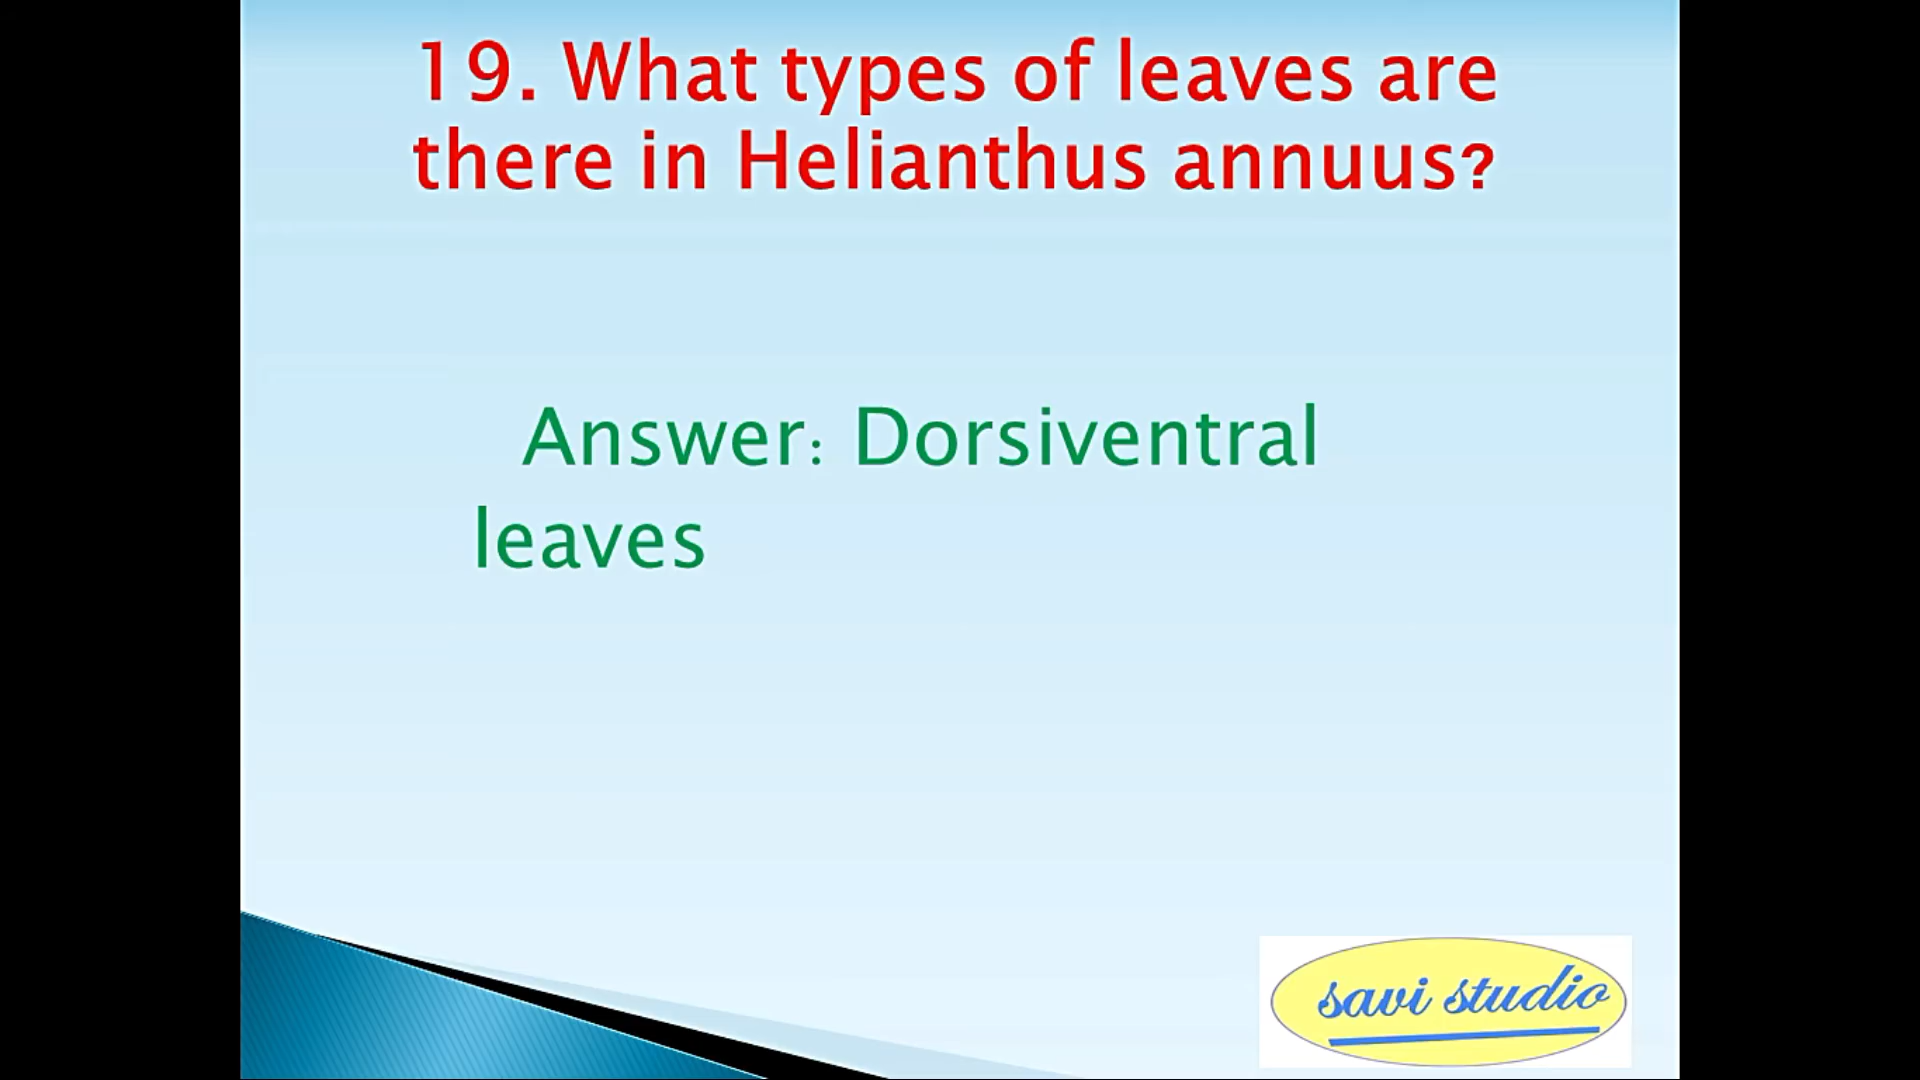 19. What types of leaves are
there in Helianthus annuus?
Answer: Dorsiventral
leaves
savi studio